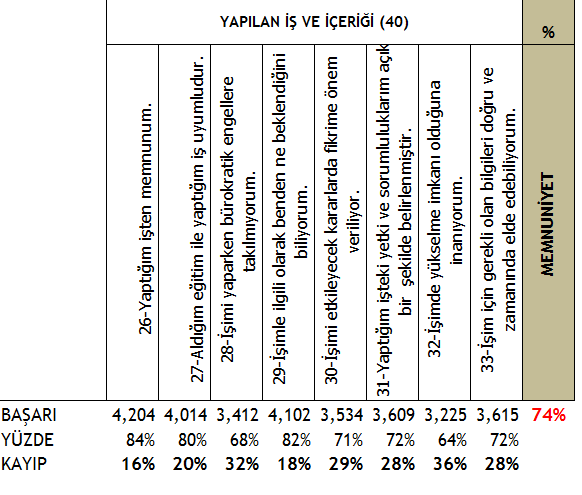 YAPILAN İŞ VE İÇERİĞİ (40)
%
26-Yaptığım işten memnunum.
27-Aldığım eğitim ile yaptığım iş uyumludur.
28-İşimi yaparken bürokratik engellere
takılmıyorum.
29-İşimle ilgili olarak benden ne beklendiğini
biliyorum.
30-İşimi etkileyecek kararlarda fikrime önem
veriliyor.
31-Yaptığım işteki yetki ve sorumluluklarım açık
bir şekilde belirlenmiştir.
32-İşimde yükselme imkanı olduğuna
inanıyorum.
33-İşim için gerekli olan bilgileri doğru ve
zamanında elde edebiliyorum.
MEMNUNİYET
BAŞARI 4,204 4,014 3,412 4,102 3,534 3,609 3,225 3,615 74%
YÜZDE 84% 80% 68% 82% 71% 72% 64% 72%
KAYIP 16% 20% 32% 18% 29% 28% 36% 28%